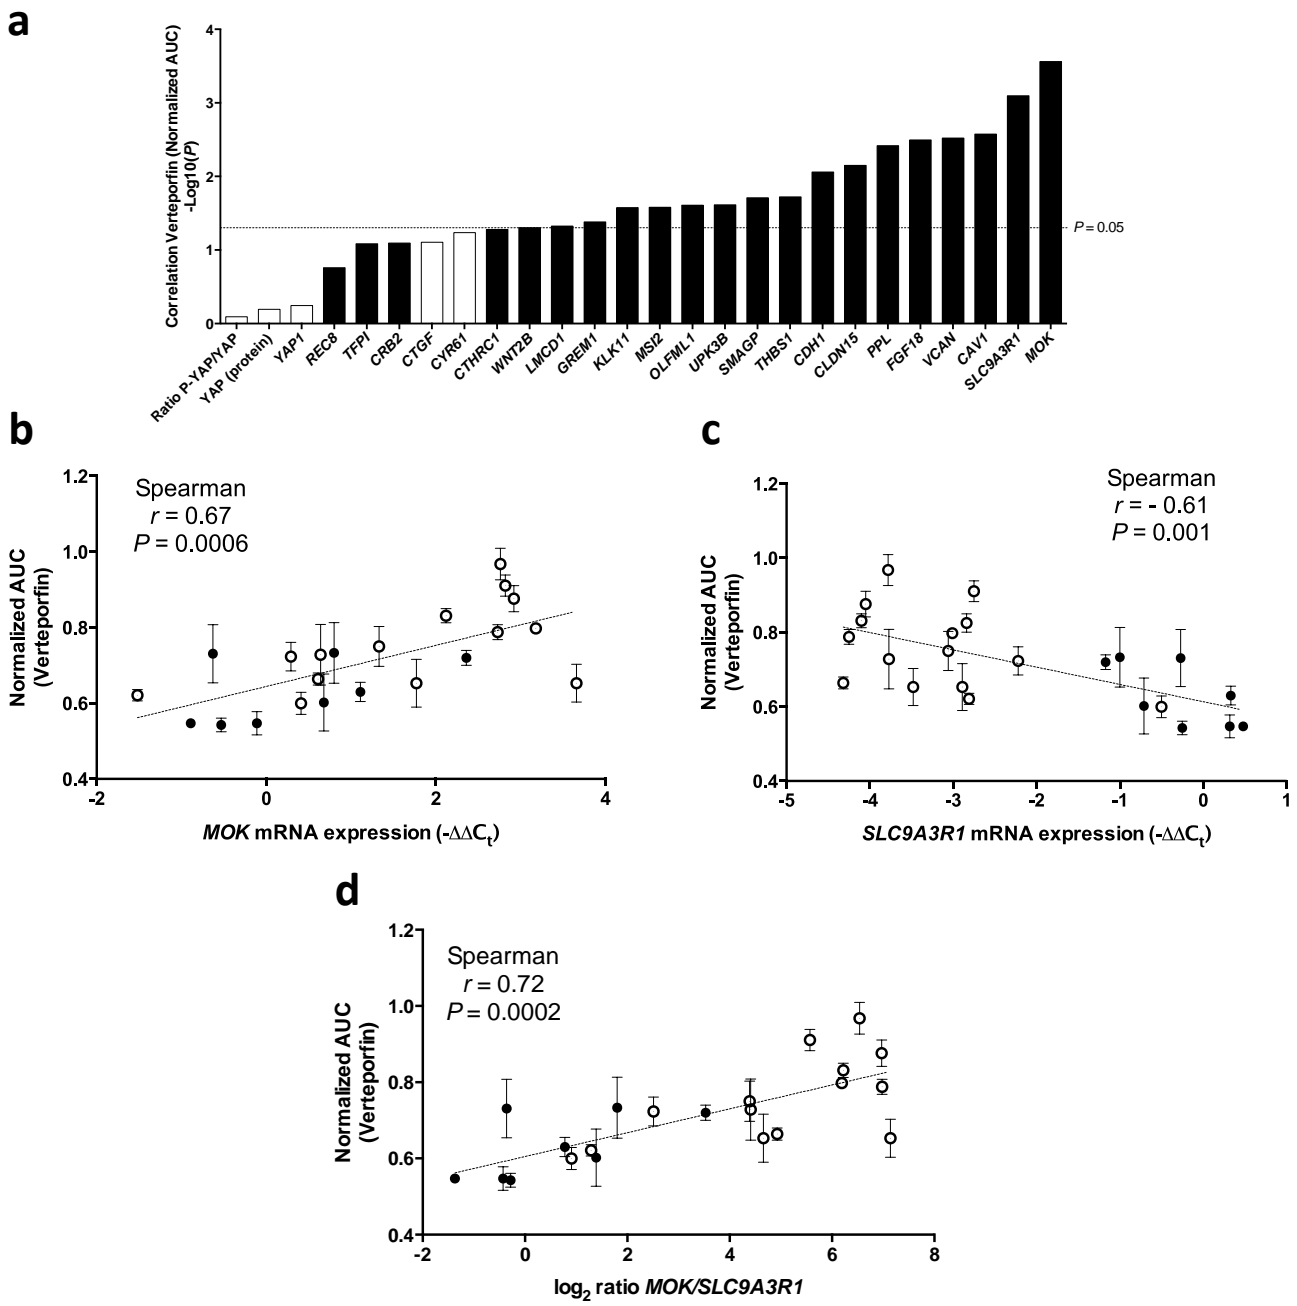 a
Correlation Verteporfin (Normalized AUC)
-Log10(P)
4
3
2
1
0
P = 0.05
Ratio P-YAP/YAP
YAP (protein)
YAP1
REC8
TFPI
CRB2
CTGF
CYR61
CTHRC1
WNT2B
LMCD1
GREM1
KLK11
MSI2
OLFML1
UPK3B
SMAGP
THBS1
CDH1
CLDN15
PPL
FGF18
VCAN
CAV1
SLC9A3R1
MOK
b
Normalized AUC
(Verteporfin)
1.2
1.0
0.8
0.6
0.4
Spearman
r = 0.67
P = 0.0006
-2
0
2
4
MOK mRNA expression (-ΔΔCt)
c
Normalized AUC
(Verteporfin)
1.2
1.0
0.8
0.6
0.4
Spearman
r = - 0.61
P = 0.001
-5
-4
-3
-2
-1
0
1
SLC9A3R1 mRNA expression (-ΔΔCt)
d
Normalized AUC
(Verteporfin)
1.2
1.0
0.8
0.6
0.4
Spearman
r = 0.72
P = 0.0002
-2
0
2
4
6
8
log2 ratio MOK/SLC9A3R1